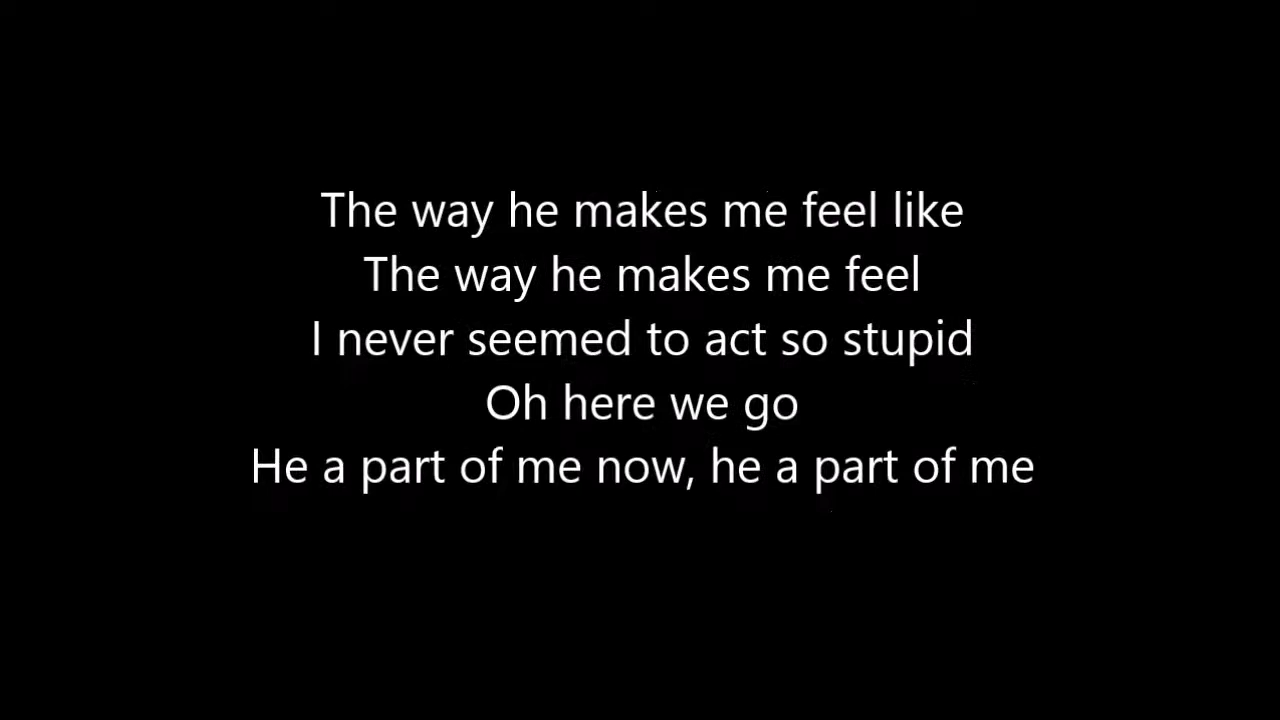 The way he makes me feel like
The way he makes me feel
I never seemed to act so stupid
Oh here we go
He a part of me now, he a part of me